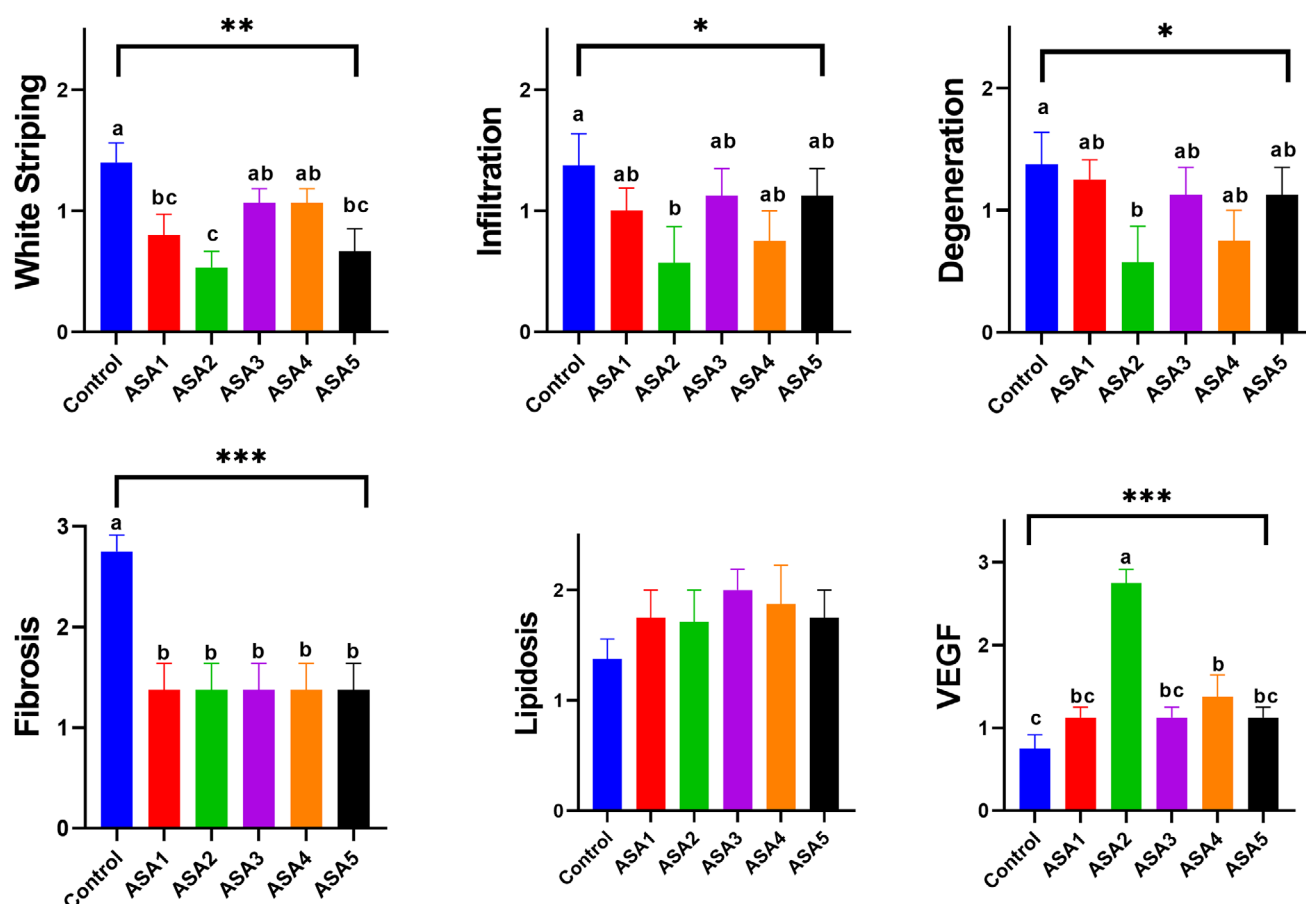 **
White Striping
2
1
0
a
bc
c
ab
ab
bc
Control
ASA1
ASA2
ASA3
ASA4
ASA5
*
Infiltration
2
1
0
a
ab
b
ab
ab
ab
Control
ASA1
ASA2
ASA3
ASA4
ASA5
*
Degeneration
2
1
0
a
ab
b
ab
ab
ab
Control
ASA1
ASA2
ASA3
ASA4
ASA5
***
Fibrosis
3
2
1
0
a
b
b
b
b
b
Control
ASA1
ASA2
ASA3
ASA4
ASA5
Lipidosis
2
1
0
Control
ASA1
ASA2
ASA3
ASA4
ASA5
***
VEGF
3
2
1
0
c
bc
a
bc
b
bc
Control
ASA1
ASA2
ASA3
ASA4
ASA5